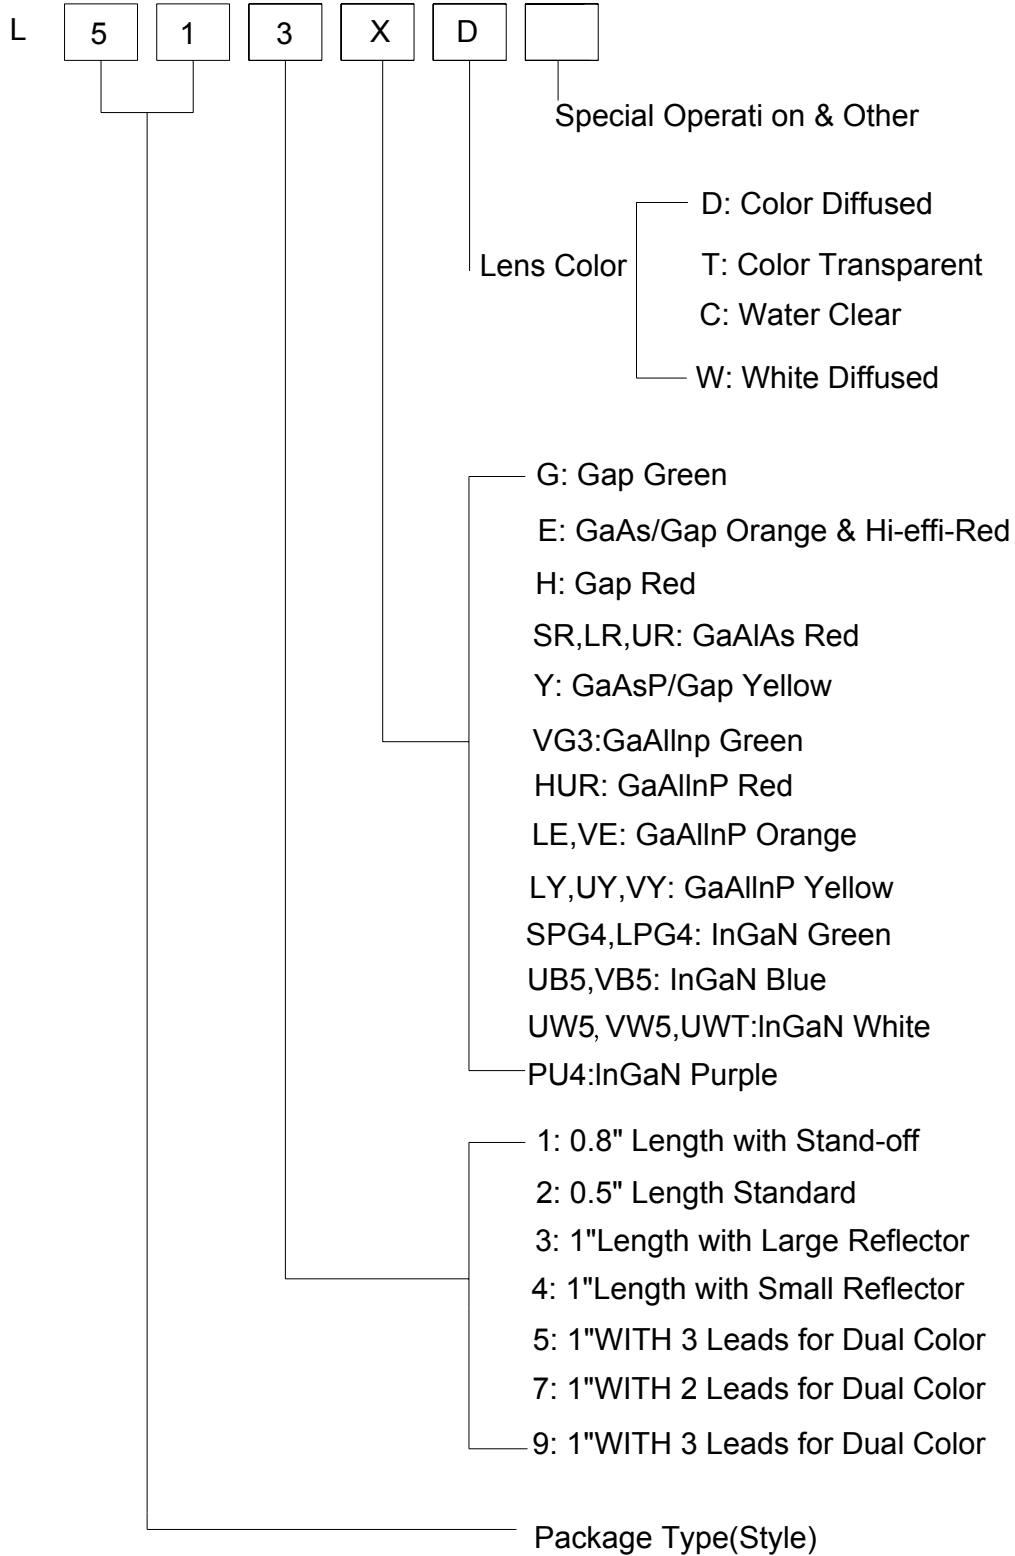 L 5 1 3 X D
Special Operati on & Other
D: Color Diffused
Lens Color
T: Color Transparent
C: Water Clear
W: White Diffused
G: Gap Green
E: GaAs/Gap Orange & Hi-effi-Red
H: Gap Red
SR,LR,UR: GaAlAs Red
Y: GaAsP/Gap Yellow
VG3:GaAlInp Green
HUR: GaAlInP Red
LE,VE: GaAlInP Orange
LY,UY,VY: GaAlInP Yellow
SPG4,LPG4: InGaN Green
UB5,VB5: InGaN Blue
UW5,VW5,UWT:InGaN White
PU4:InGaN Purple
1: 0.8" Length with Stand-off
2: 0.5" Length Standard
3: 1"Length with Large Reflector
4: 1"Length with Small Reflector
5: 1"WITH 3 Leads for Dual Color
7: 1"WITH 2 Leads for Dual Color
9: 1"WITH 3 Leads for Dual Color
Package Type(Style)